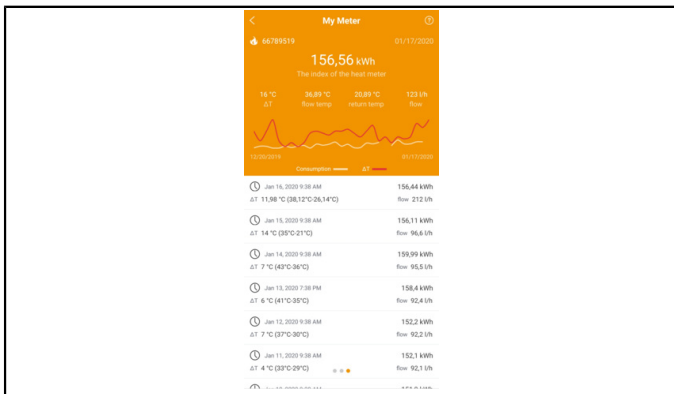 My Meter
66789519 01/17/2020
156,56 kWh
The index of the heat meter
16 °C 36,89 °C 20,89 °C 123 l/h
ΔT flow temp return temp flow
12/20/2019 01/17/2020
Consumption ΔT
Jan 16, 2020 9:38 AM 156,44 kWh
ΔT 11,98 °C (38,12°C-26,14°C) flow 212 l/h
Jan 15, 2020 9:38 AM 156,11 kWh
ΔT 14 °C (35°C-21°C) flow 96,6 l/h
Jan 14, 2020 9:38 AM 159,99 kWh
ΔT 7 °C (43°C-36°C) flow 95,5 l/h
Jan 13, 2020 7:38 PM 158,4 kWh
ΔT 6 °C (41°C-35°C) flow 92,4 l/h
Jan 12, 2020 9:38 AM 152,2 kWh
ΔT 7 °C (37°C-30°C) flow 92,2 l/h
Jan 11, 2020 9:38 AM 152,1 kWh
ΔT 4 °C (33°C-29°C) flow 92,1 l/h